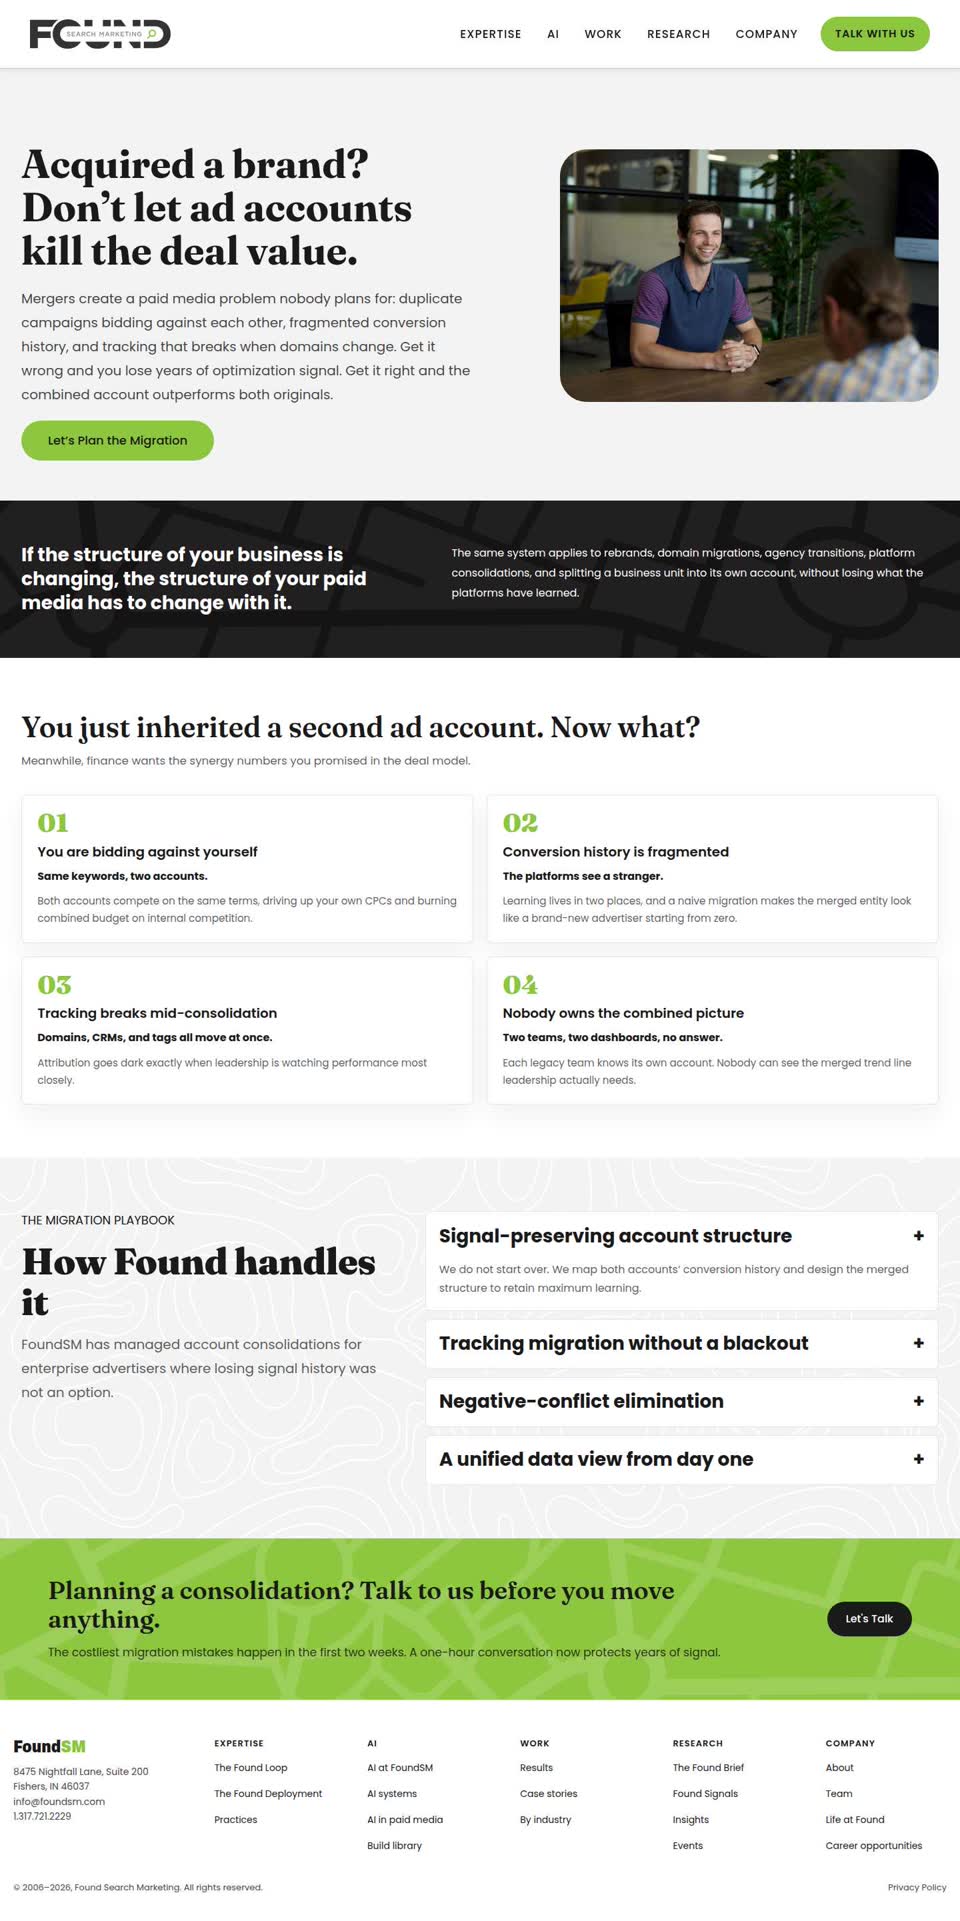 FOUND
SEARCH MARKETING
EXPERTISE
AI
WORK
RESEARCH
COMPANY
TALK WITH US
Acquired a brand?
Don’t let ad accounts
kill the deal value.
Mergers create a paid media problem nobody plans for: duplicate
campaigns bidding against each other, fragmented conversion
history, and tracking that breaks when domains change. Get it
wrong and you lose years of optimization signal. Get it right and the
combined account outperforms both originals.
Let’s Plan the Migration
If the structure of your business is
changing, the structure of your paid
media has to change with it.
The same system applies to rebrands, domain migrations, agency transitions, platform
consolidations, and splitting a business unit into its own account, without losing what the
platforms have learned.
You just inherited a second ad account. Now what?
Meanwhile, finance wants the synergy numbers you promised in the deal model.
01
You are bidding against yourself
Same keywords, two accounts.
Both accounts compete on the same terms, driving up your own CPCs and burning
combined budget on internal competition.
02
Conversion history is fragmented
The platforms see a stranger.
Learning lives in two places, and a naive migration makes the merged entity look
like a brand-new advertiser starting from zero.
03
Tracking breaks mid-consolidation
Domains, CRMs, and tags all move at once.
Attribution goes dark exactly when leadership is watching performance most
closely.
04
Nobody owns the combined picture
Two teams, two dashboards, no answer.
Each legacy team knows its own account. Nobody can see the merged trend line
leadership actually needs.
THE MIGRATION PLAYBOOK
How Found handles
it
FoundSM has managed account consolidations for
enterprise advertisers where losing signal history was
not an option.
Signal-preserving account structure +
We do not start over. We map both accounts’ conversion history and design the merged
structure to retain maximum learning.
Tracking migration without a blackout +
Negative-conflict elimination +
A unified data view from day one +
Planning a consolidation? Talk to us before you move
anything.
The costliest migration mistakes happen in the first two weeks. A one-hour conversation now protects years of signal.
Let's Talk
FoundSM
8475 Nightfall Lane, Suite 200
Fishers, IN 46037
info@foundsm.com
1.317.721.2229
EXPERTISE
The Found Loop
The Found Deployment
Practices
AI
AI at FoundSM
AI systems
AI in paid media
Build library
WORK
Results
Case stories
By industry
RESEARCH
The Found Brief
Found Signals
Insights
Events
COMPANY
About
Team
Life at Found
Career opportunities
© 2006–2026, Found Search Marketing. All rights reserved.
Privacy Policy